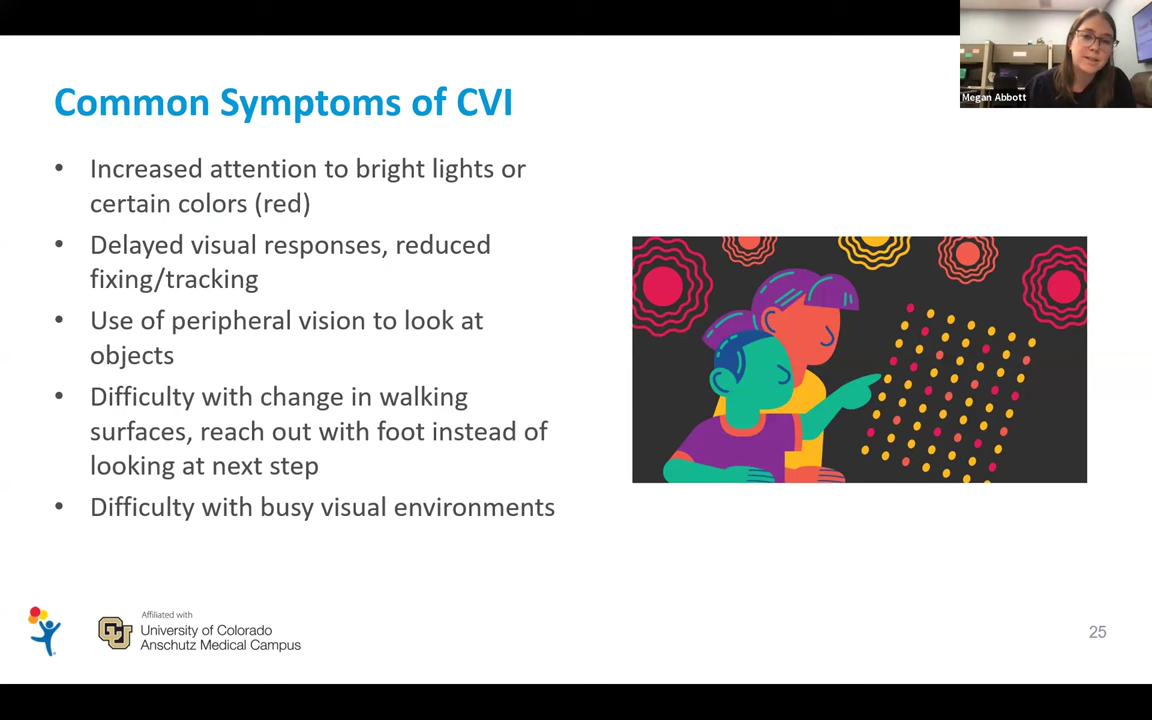 Megan Abbott
Common Symptoms of CVI
• Increased attention to bright lights or
certain colors (red)
• Delayed visual responses, reduced
fixing/tracking
• Use of peripheral vision to look at
objects
• Difficulty with change in walking
surfaces, reach out with foot instead of
looking at next step
• Difficulty with busy visual environments
CU
Affiliated with
University of Colorado
Anschutz Medical Campus
25